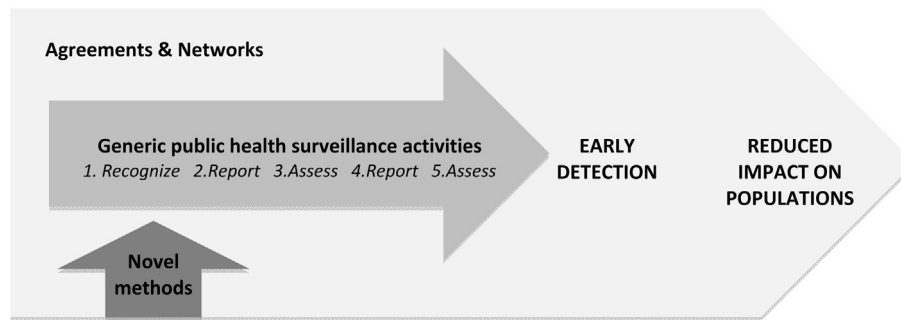 Agreements & Networks
Generic public health surveillance activities
1. Recognize 2.Report 3.Assess 4.Report 5.Assess
EARLY
DETECTION
REDUCED
IMPACT ON
POPULATIONS
Novel
methods